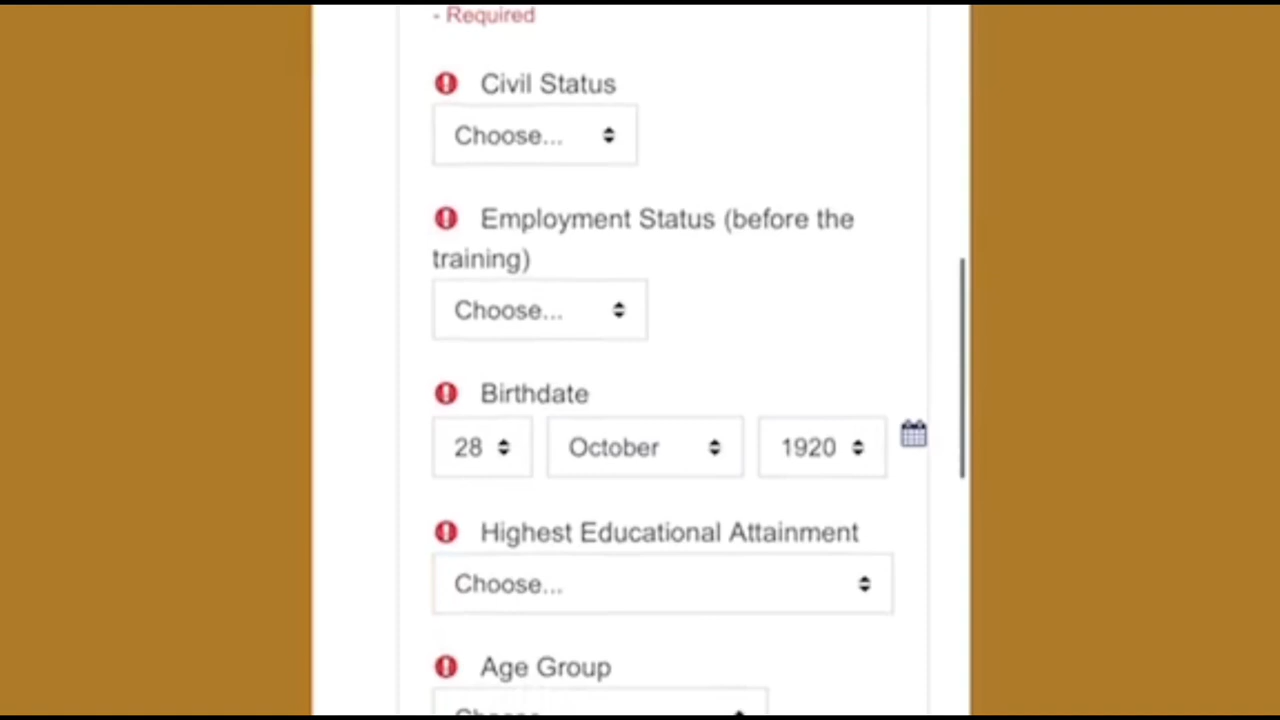 - Required
Civil Status
Choose...
Employment Status (before the
training)
Choose...
Birthdate
28 October 1920
Highest Educational Attainment
Choose...
Age Group
Choose...